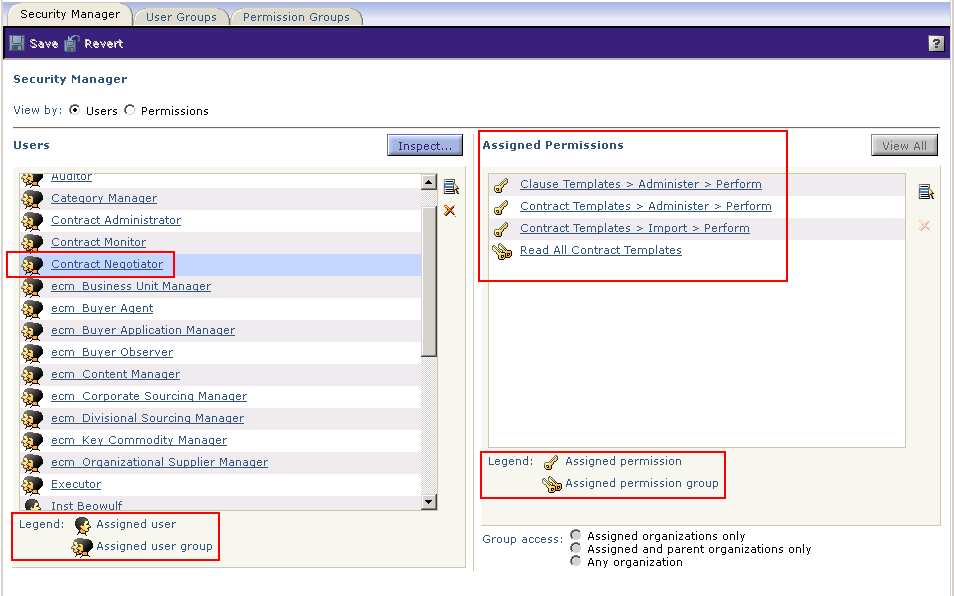 Security Manager
User Groups
Permission Groups
Save
Revert
?
Security Manager
View by:
Users
Permissions
Users
Inspect...
Auditor
Category Manager
Contract Administrator
Contract Monitor
Contract Negotiator
ecm_Business Unit Manager
ecm_Buyer Agent
ecm_Buyer Application Manager
ecm_Buyer Observer
ecm_Content Manager
ecm_Corporate Sourcing Manager
ecm_Divisional Sourcing Manager
ecm_Key Commodity Manager
ecm_Organizational Supplier Manager
Executor
Inst Beowulf
Legend:
Assigned user
Assigned user group
Assigned Permissions
View All
Clause Templates > Administer > Perform
Contract Templates > Administer > Perform
Contract Templates > Import > Perform
Read All Contract Templates
Legend:
Assigned permission
Assigned permission group
Group access:
Assigned organizations only
Assigned and parent organizations only
Any organization